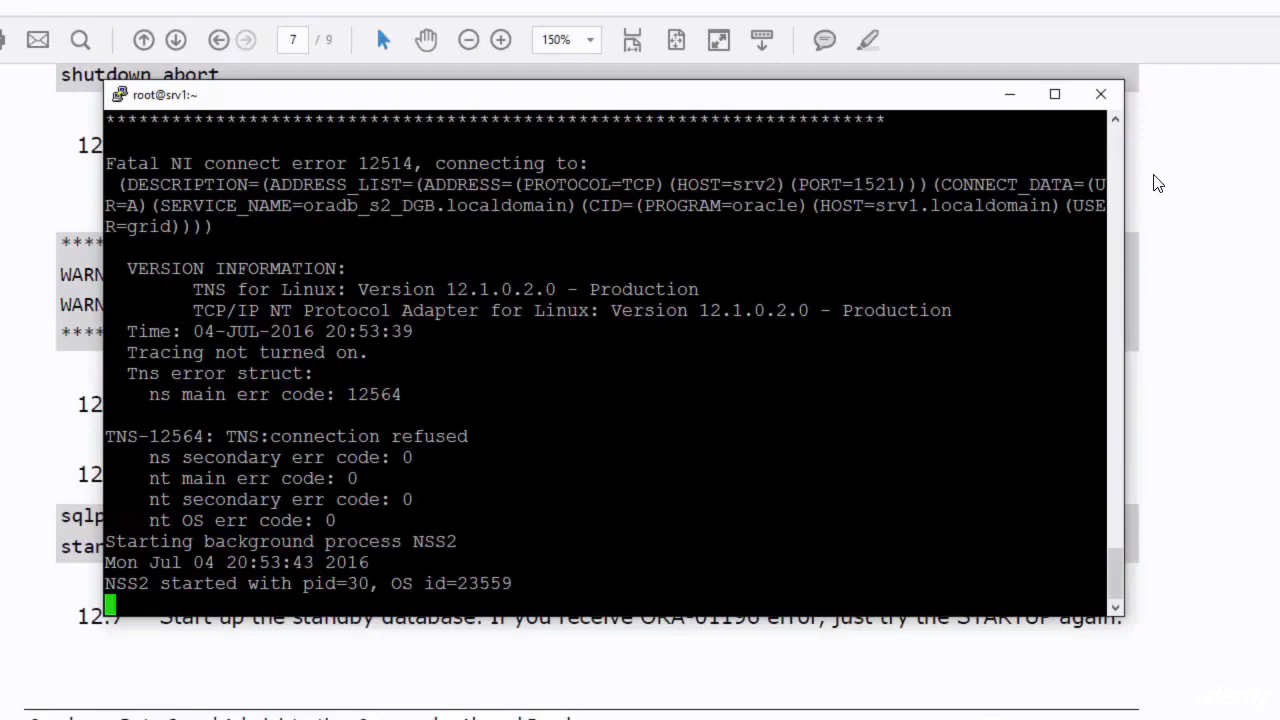 7 / 9
150%
shutdown abort
root@srv1:~
******************************************************************************
12
Fatal NI connect error 12514, connecting to:
(DESCRIPTION=(ADDRESS_LIST=(ADDRESS=(PROTOCOL=TCP)(HOST=srv2)(PORT=1521)))(CONNECT_DATA=(U
R=A)(SERVICE_NAME=oradb_s2_DGB.localdomain)(CID=(PROGRAM=oracle)(HOST=srv1.localdomain)(USE
R=grid))))
****
VERSION INFORMATION:
WARN
TNS for Linux: Version 12.1.0.2.0 - Production
WARN
TCP/IP NT Protocol Adapter for Linux: Version 12.1.0.2.0 - Production
****
Time: 04-JUL-2016 20:53:39
Tracing not turned on.
Tns error struct:
ns main err code: 12564
12
TNS-12564: TNS:connection refused
ns secondary err code: 0
12
nt main err code: 0
nt secondary err code: 0
sqlp
nt OS err code: 0
star
Starting background process NSS2
Mon Jul 04 20:53:43 2016
NSS2 started with pid=30, OS id=23559
12.7 Start up the standby database. If you receive ORA-01196 error, just try the STARTUP again.
udemy